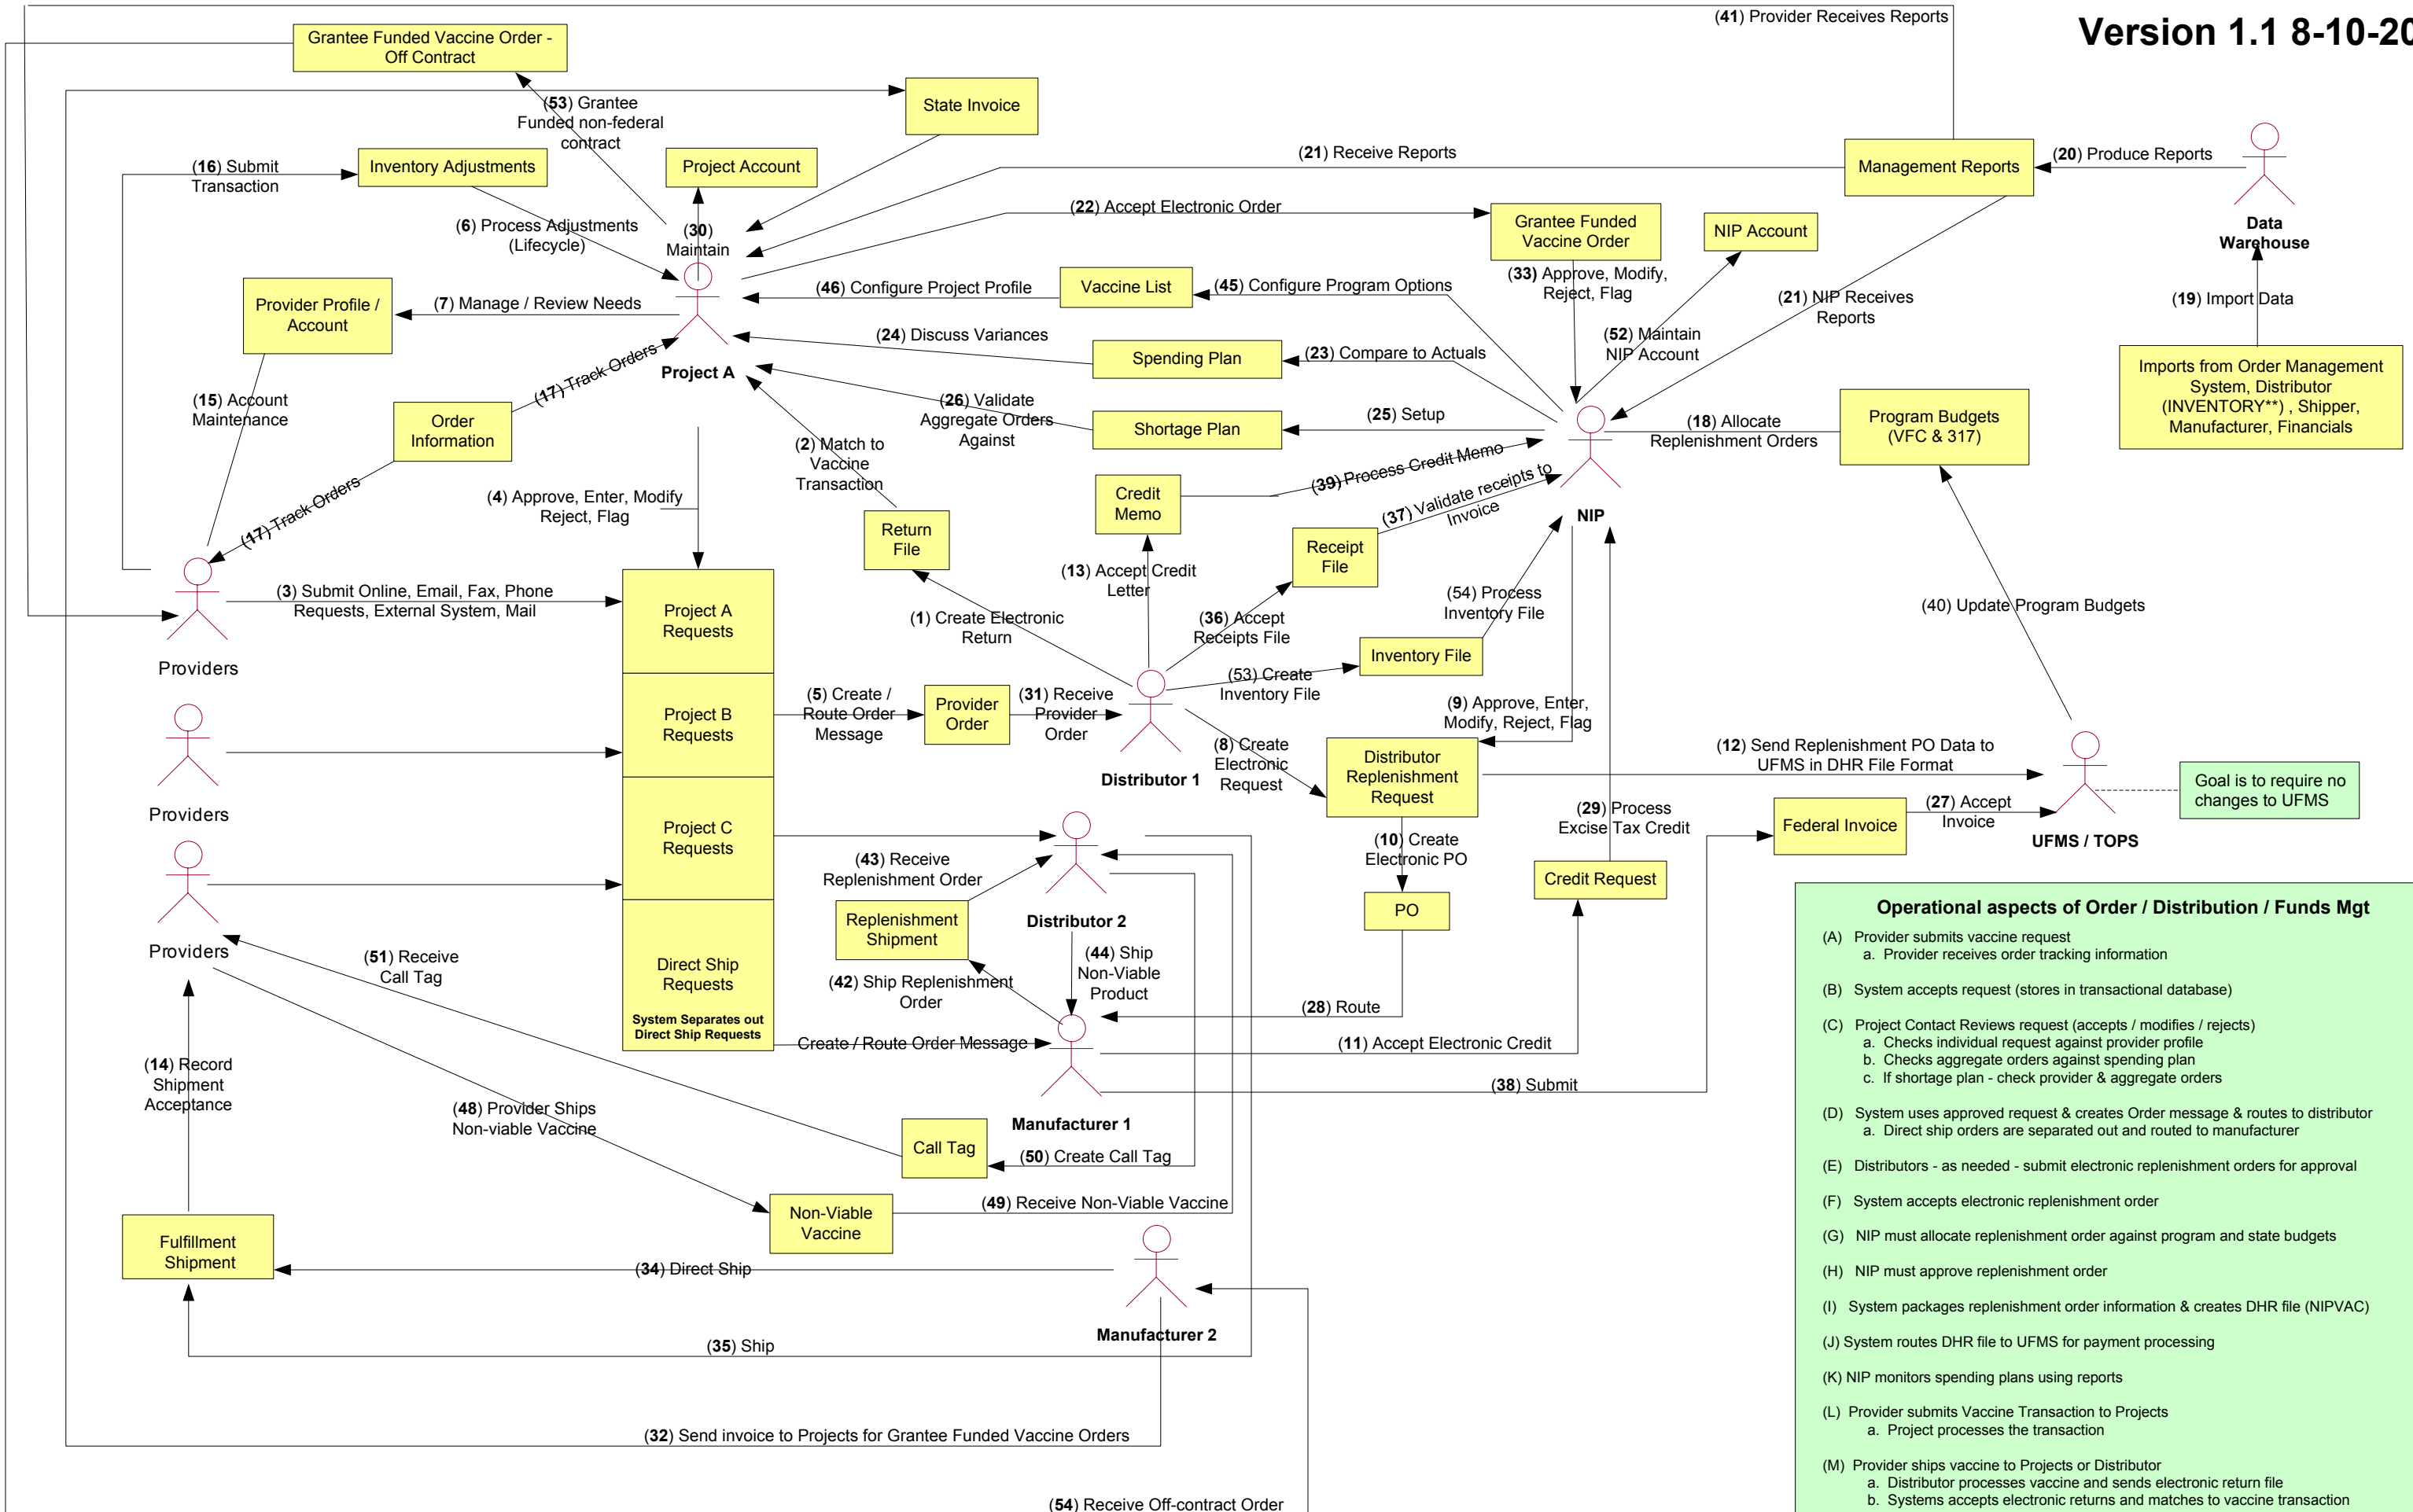 (41) Provider Receives Reports
Version 1.1 8-10-20
Grantee Funded Vaccine Order -
Off Contract
(53) Grantee
Funded non-federal
contract
State Invoice
(16) Submit
Transaction
Inventory Adjustments
Project Account
(21) Receive Reports
Management Reports
(20) Produce Reports
Data
Warehouse
(6) Process Adjustments
(Lifecycle)
(30)
Maintain
(22) Accept Electronic Order
Grantee Funded
Vaccine Order
NIP Account
Provider Profile /
Account
(7) Manage / Review Needs
(46) Configure Project Profile
Vaccine List
(45) Configure Program Options
(33) Approve, Modify,
Reject, Flag
(21) NIP Receives
Reports
(19) Import Data
(24) Discuss Variances
Spending Plan
(23) Compare to Actuals
(52) Maintain
NIP Account
Project A
(17) Track Orders
Imports from Order Management
System, Distributor
(INVENTORY**) , Shipper,
Manufacturer, Financials
(15) Account
Maintenance
Order
Information
(26) Validate
Aggregate Orders
Against
Shortage Plan
(25) Setup
(18) Allocate
Replenishment Orders
Program Budgets
(VFC & 317)
(2) Match to
Vaccine
Transaction
(17) Track Orders
(4) Approve, Enter, Modify
Reject, Flag
Return
File
Credit
Memo
(39) Process Credit Memo
(37) Validate receipts to
Invoice
NIP
Receipt
File
(13) Accept Credit
Letter
(3) Submit Online, Email, Fax, Phone
Requests, External System, Mail
Project A
Requests
(1) Create Electronic
Return
(36) Accept
Receipts File
(54) Process
Inventory File
(40) Update Program Budgets
Providers
Inventory File
(53) Create
Inventory File
Project B
Requests
(5) Create /
Route Order
Message
Provider
Order
(31) Receive
Provider
Order
Distributor 1
(9) Approve, Enter,
Modify, Reject, Flag
(8) Create
Electronic
Request
Distributor
Replenishment
Request
(12) Send Replenishment PO Data to
UFMS in DHR File Format
Goal is to require no
changes to UFMS
Providers
Project C
Requests
(29) Process
Excise Tax Credit
Federal Invoice
(27) Accept
Invoice
UFMS / TOPS
(10) Create
Electronic PO
(43) Receive
Replenishment Order
Credit Request
PO
Replenishment
Shipment
Distributor 2
Providers
(51) Receive
Call Tag
Direct Ship
Requests
System Separates out
Direct Ship Requests
(44) Ship
Non-Viable
Product
(42) Ship Replenishment
Order
(28) Route
Create / Route Order Message
(11) Accept Electronic Credit
(14) Record
Shipment
Acceptance
(38) Submit
(48) Provider Ships
Non-viable Vaccine
Manufacturer 1
Call Tag
(50) Create Call Tag
Non-Viable
Vaccine
(49) Receive Non-Viable Vaccine
Fulfillment
Shipment
(34) Direct Ship
Manufacturer 2
(35) Ship
(32) Send invoice to Projects for Grantee Funded Vaccine Orders
(54) Receive Off-contract Order
Operational aspects of Order / Distribution / Funds Mgt
(A) Provider submits vaccine request
a. Provider receives order tracking information
(B) System accepts request (stores in transactional database)
(C) Project Contact Reviews request (accepts / modifies / rejects)
a. Checks individual request against provider profile
b. Checks aggregate orders against spending plan
c. If shortage plan - check provider & aggregate orders
(D) System uses approved request & creates Order message & routes to distributor
a. Direct ship orders are separated out and routed to manufacturer
(E) Distributors - as needed - submit electronic replenishment orders for approval
(F) System accepts electronic replenishment order
(G) NIP must allocate replenishment order against program and state budgets
(H) NIP must approve replenishment order
(I) System packages replenishment order information & creates DHR file (NIPVAC)
(J) System routes DHR file to UFMS for payment processing
(K) NIP monitors spending plans using reports
(L) Provider submits Vaccine Transaction to Projects
a. Project processes the transaction
(M) Provider ships vaccine to Projects or Distributor
a. Distributor processes vaccine and sends electronic return file
b. Systems accepts electronic returns and matches to vaccine transaction